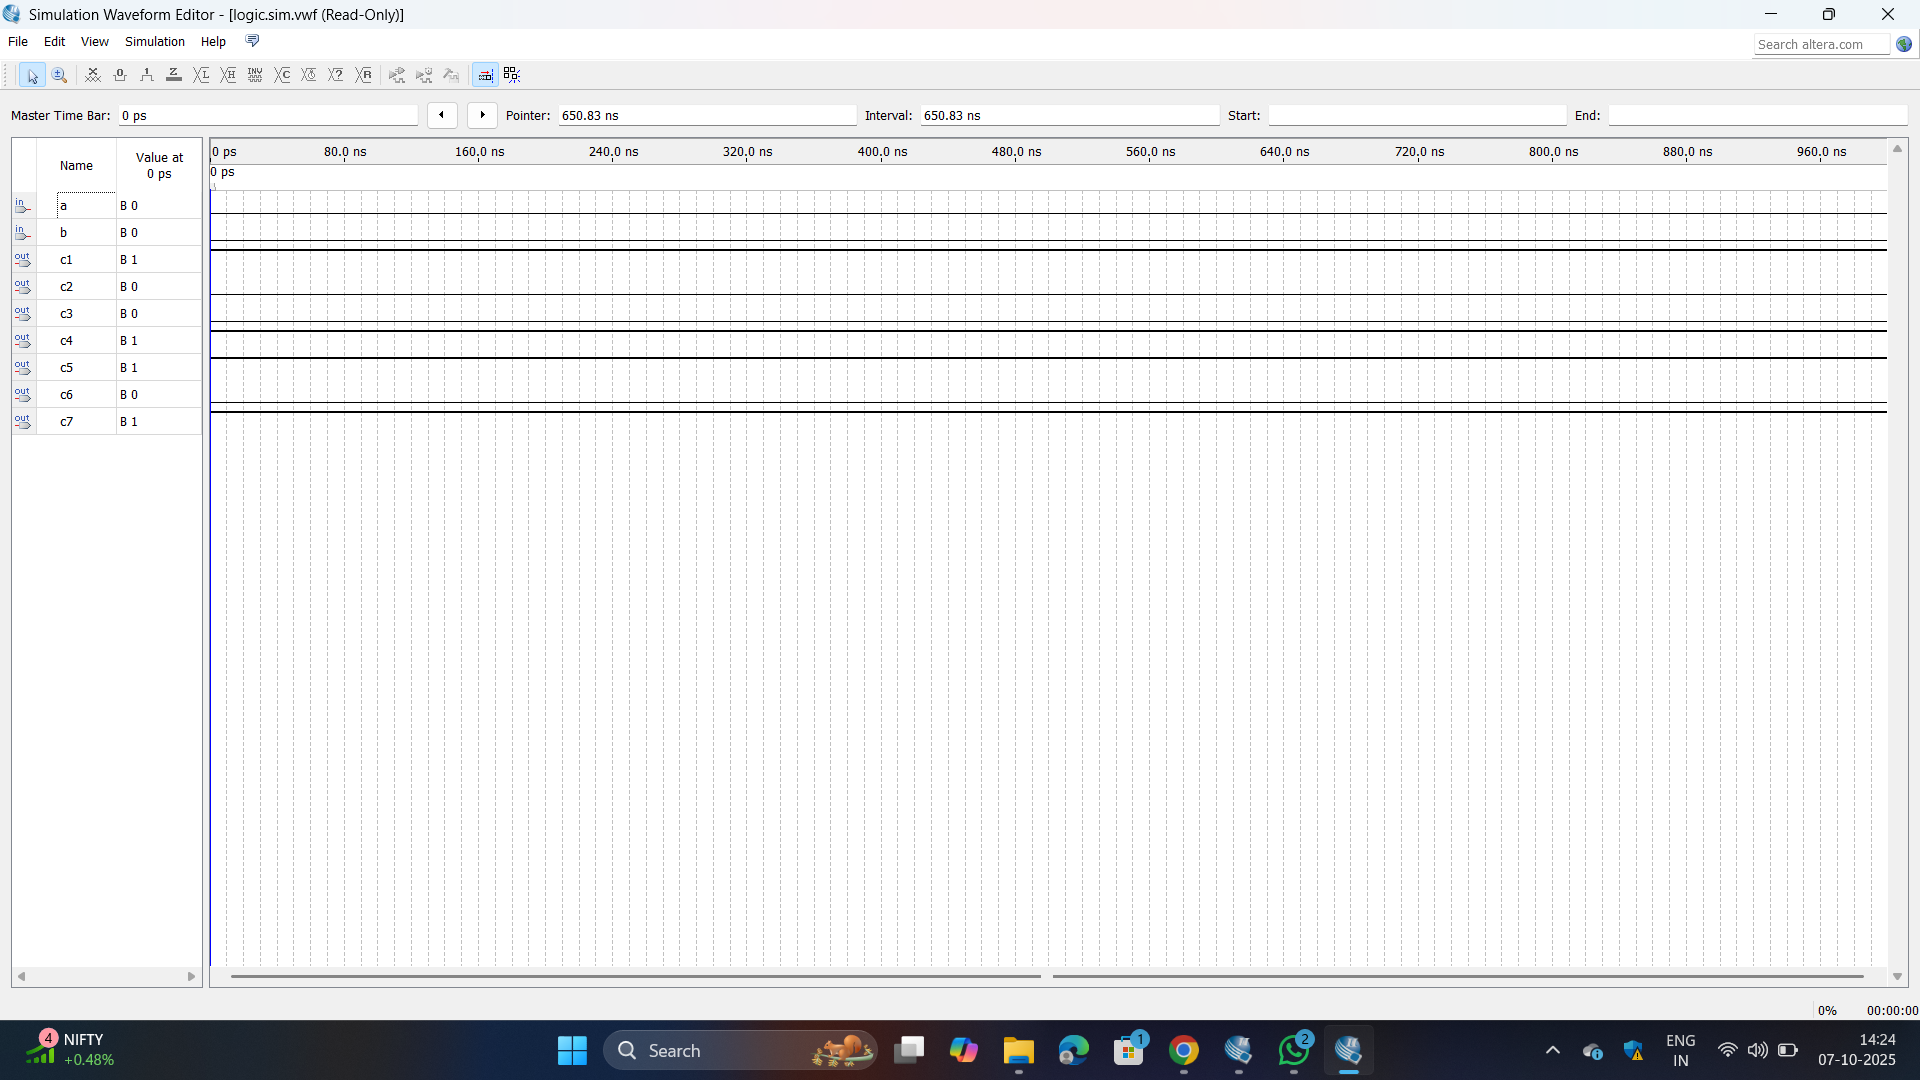 Simulation Waveform Editor - [logic.sim.vwf (Read-Only)]
File Edit View Simulation Help
Search altera.com
Master Time Bar: 0 ps Pointer: 650.83 ns Interval: 650.83 ns Start: End:
Name Value at 0 ps
0 ps 80.0 ns 160.0 ns 240.0 ns 320.0 ns 400.0 ns 480.0 ns 560.0 ns 640.0 ns 720.0 ns 800.0 ns 880.0 ns 960.0 ns
0 ps
in a B 0
in b B 0
out c1 B 1
out c2 B 0
out c3 B 0
out c4 B 1
out c5 B 1
out c6 B 0
out c7 B 1
0% 00:00:00
4 NIFTY
+0.48%
Search
1
2
ENG
IN
14:24
07-10-2025